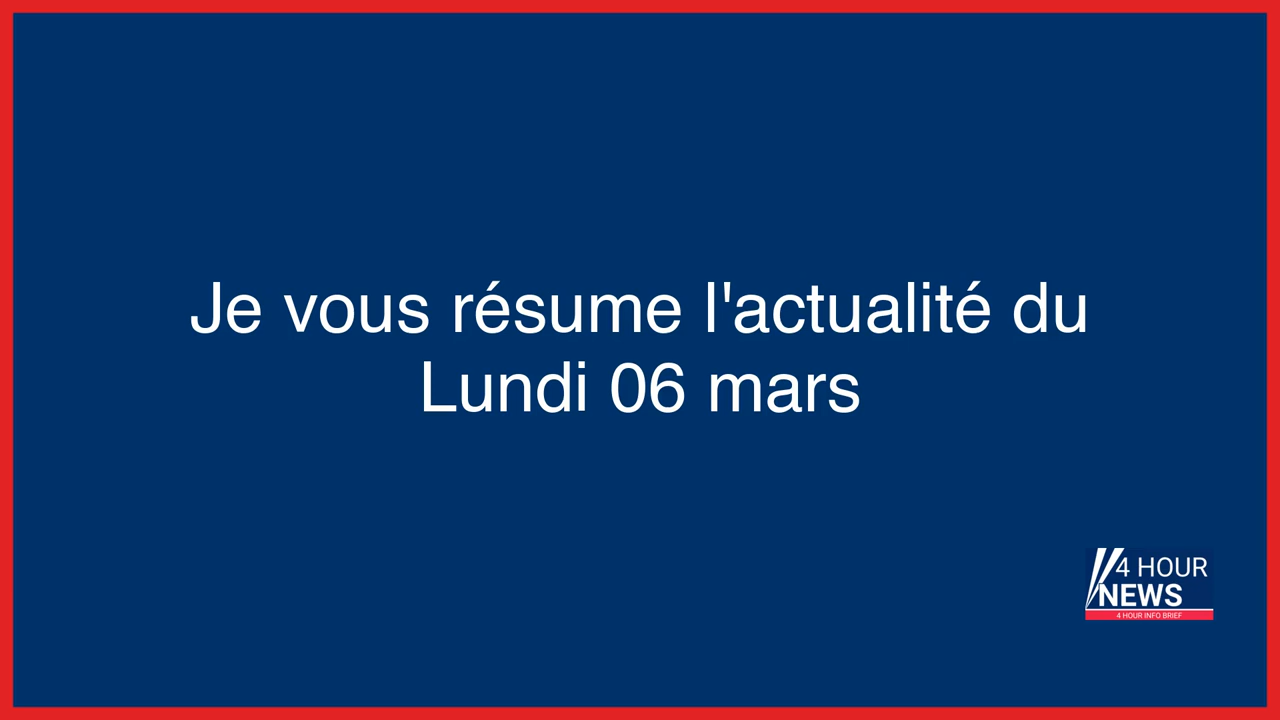 Je vous résume l'actualité du
Lundi 06 mars
4 HOUR
NEWS
4 HOUR INFO BRIEF